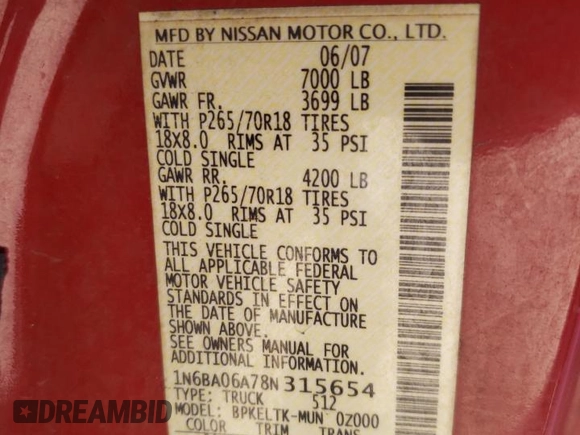 MFD BY NISSAN MOTOR CO., LTD.
DATE 06/07
GVWR 7000 LB
GAWR FR. 3699 LB
WITH P265/70R18 TIRES
18X8.0 RIMS AT 35 PSI
COLD SINGLE
GAWR RR. 4200 LB
WITH P265/70R18 TIRES
18X8.0 RIMS AT 35 PSI
COLD SINGLE
THIS VEHICLE CONFORMS TO
ALL APPLICABLE FEDERAL
MOTOR VEHICLE SAFETY
STANDARDS IN EFFECT ON
THE DATE OF MANUFACTURE
SHOWN ABOVE.
SEE OWNERS MANUAL FOR
ADDITIONAL INFORMATION.
1N6BA06A78N315654
TYPE: TRUCK 512
MODEL: BPKELTK-MUN 0Z000
COLOR TRIM TRANS
DREAMBID
.COM